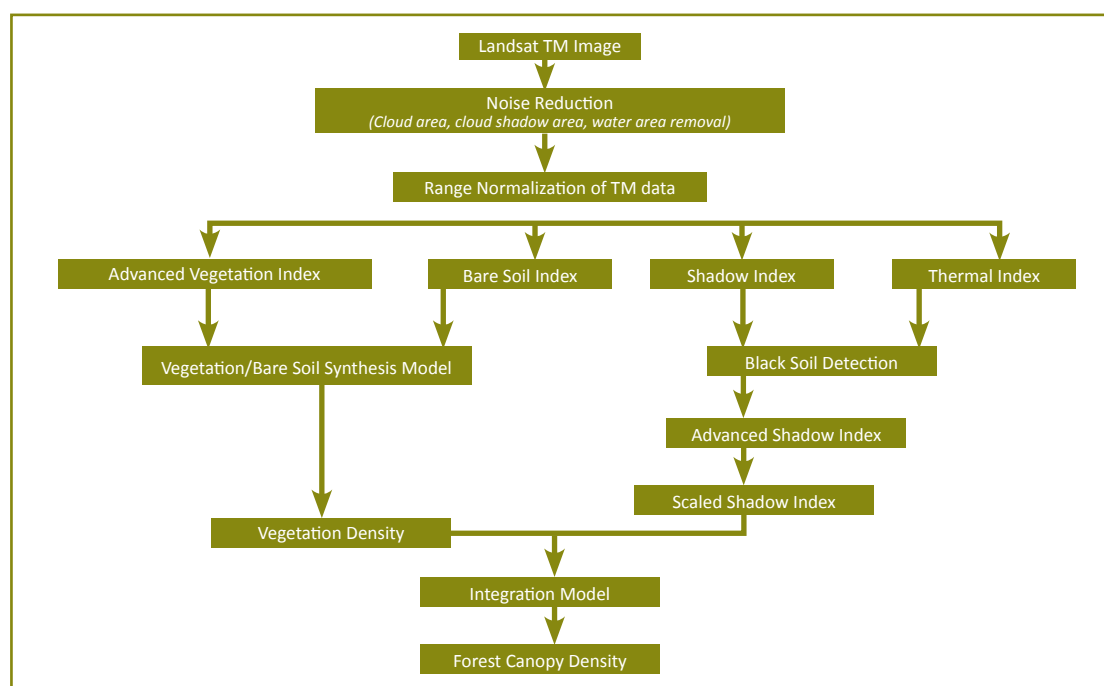 Landsat TM Image
Noise Reduction
(Cloud area, cloud shadow area, water area removal)
Range Normalization of TM data
Advanced Vegetation Index
Bare Soil Index
Shadow Index
Thermal Index
Vegetation/Bare Soil Synthesis Model
Black Soil Detection
Advanced Shadow Index
Scaled Shadow Index
Vegetation Density
Integration Model
Forest Canopy Density